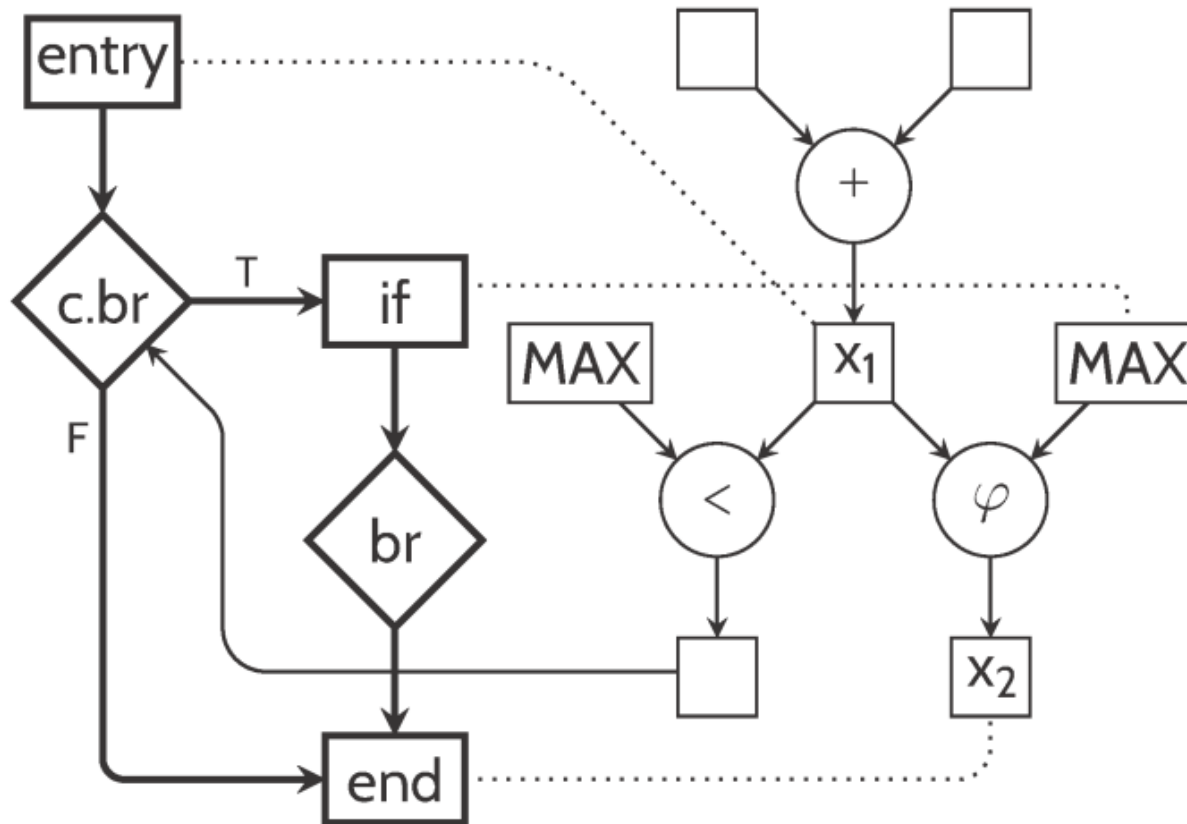 entry
+
c.br
T
if
MAX
x₁
MAX
F
<
φ
br
x₂
end